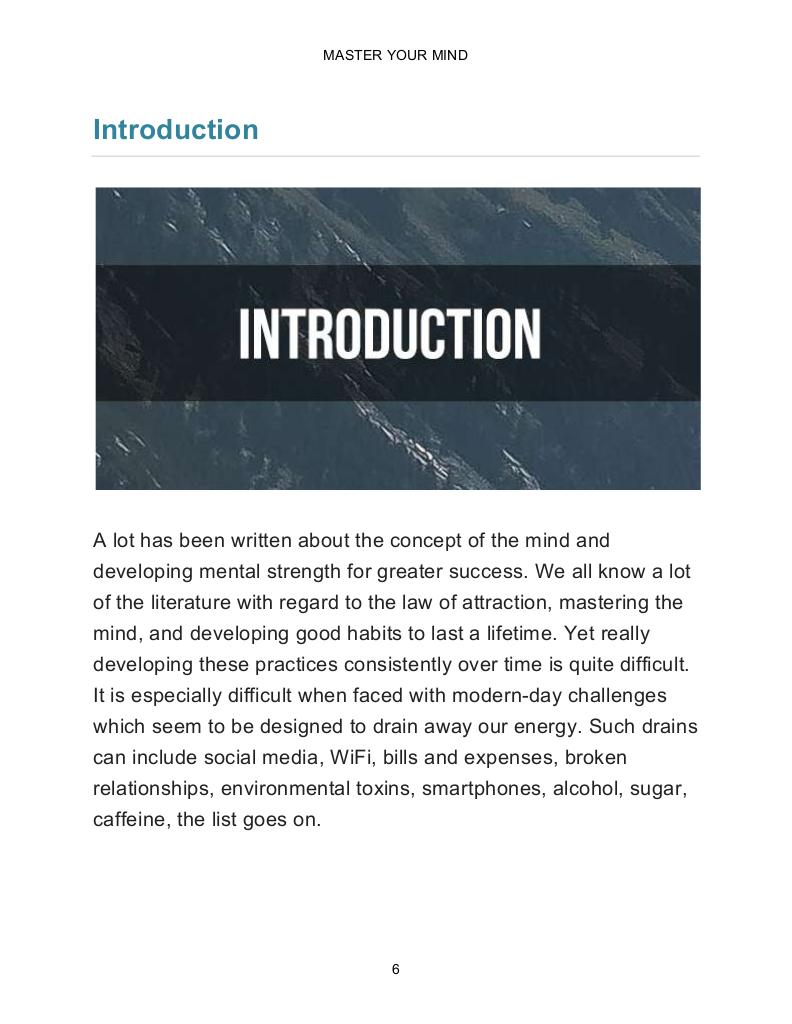 MASTER YOUR MIND
Introduction
INTRODUCTION
A lot has been written about the concept of the mind and
developing mental strength for greater success. We all know a lot
of the literature with regard to the law of attraction, mastering the
mind, and developing good habits to last a lifetime. Yet really
developing these practices consistently over time is quite difficult.
It is especially difficult when faced with modern-day challenges
which seem to be designed to drain away our energy. Such drains
can include social media, WiFi, bills and expenses, broken
relationships, environmental toxins, smartphones, alcohol, sugar,
caffeine, the list goes on.
6